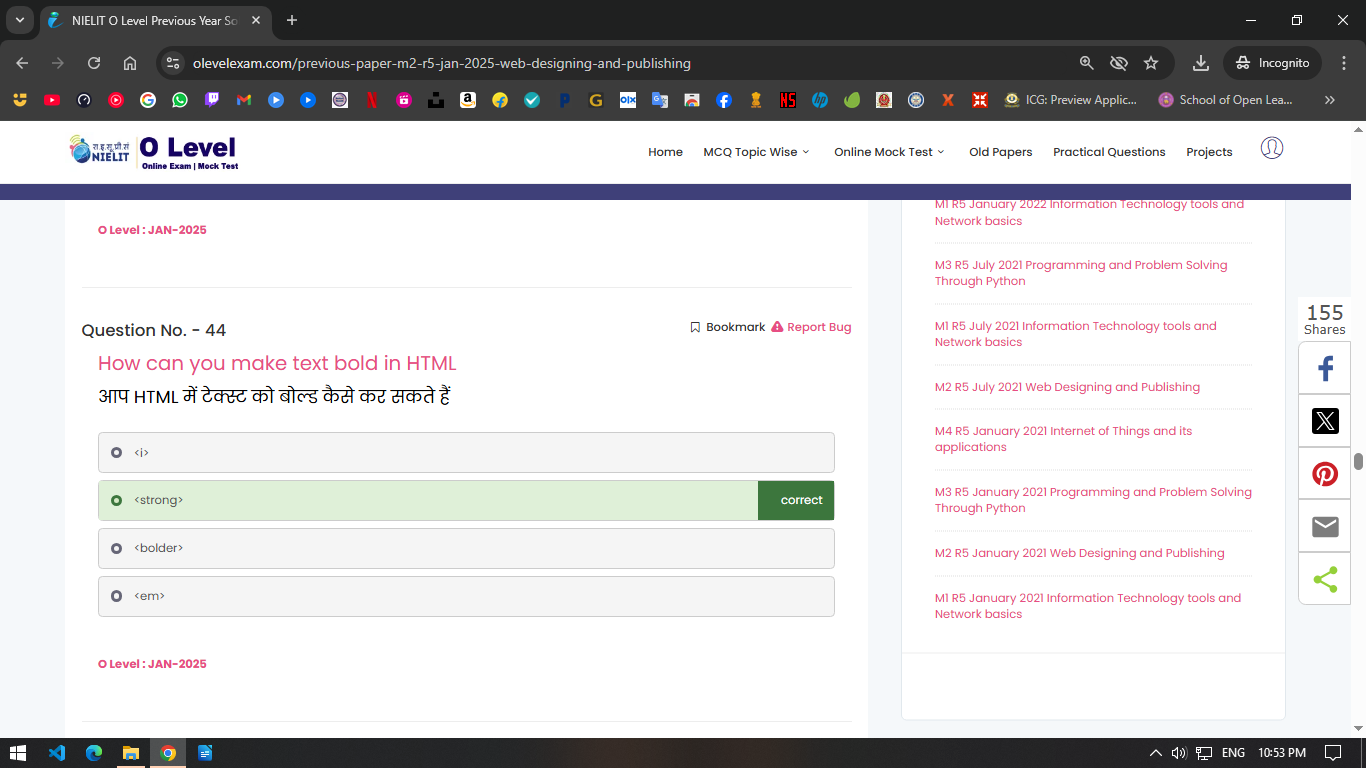 NIELIT O Level Previous Year So
olevelexam.com/previous-paper-m2-r5-jan-2025-web-designing-and-publishing
Incognito
ICG: Preview Applic...
School of Open Lea...
रा.इ.सू.प्रौ.सं
NIELIT
O Level
Online Exam | Mock Test
Home
MCQ Topic Wise
Online Mock Test
Old Papers
Practical Questions
Projects
O Level : JAN-2025
Question No. - 44
Bookmark
Report Bug
How can you make text bold in HTML
आप HTML में टेक्स्ट को बोल्ड कैसे कर सकते हैं
<i>
<strong>
correct
<bolder>
<em>
O Level : JAN-2025
M1 R5 January 2022 Information Technology tools and
Network basics
M3 R5 July 2021 Programming and Problem Solving
Through Python
M1 R5 July 2021 Information Technology tools and
Network basics
M2 R5 July 2021 Web Designing and Publishing
M4 R5 January 2021 Internet of Things and its
applications
M3 R5 January 2021 Programming and Problem Solving
Through Python
M2 R5 January 2021 Web Designing and Publishing
M1 R5 January 2021 Information Technology tools and
Network basics
155
Shares
ENG
10:53 PM